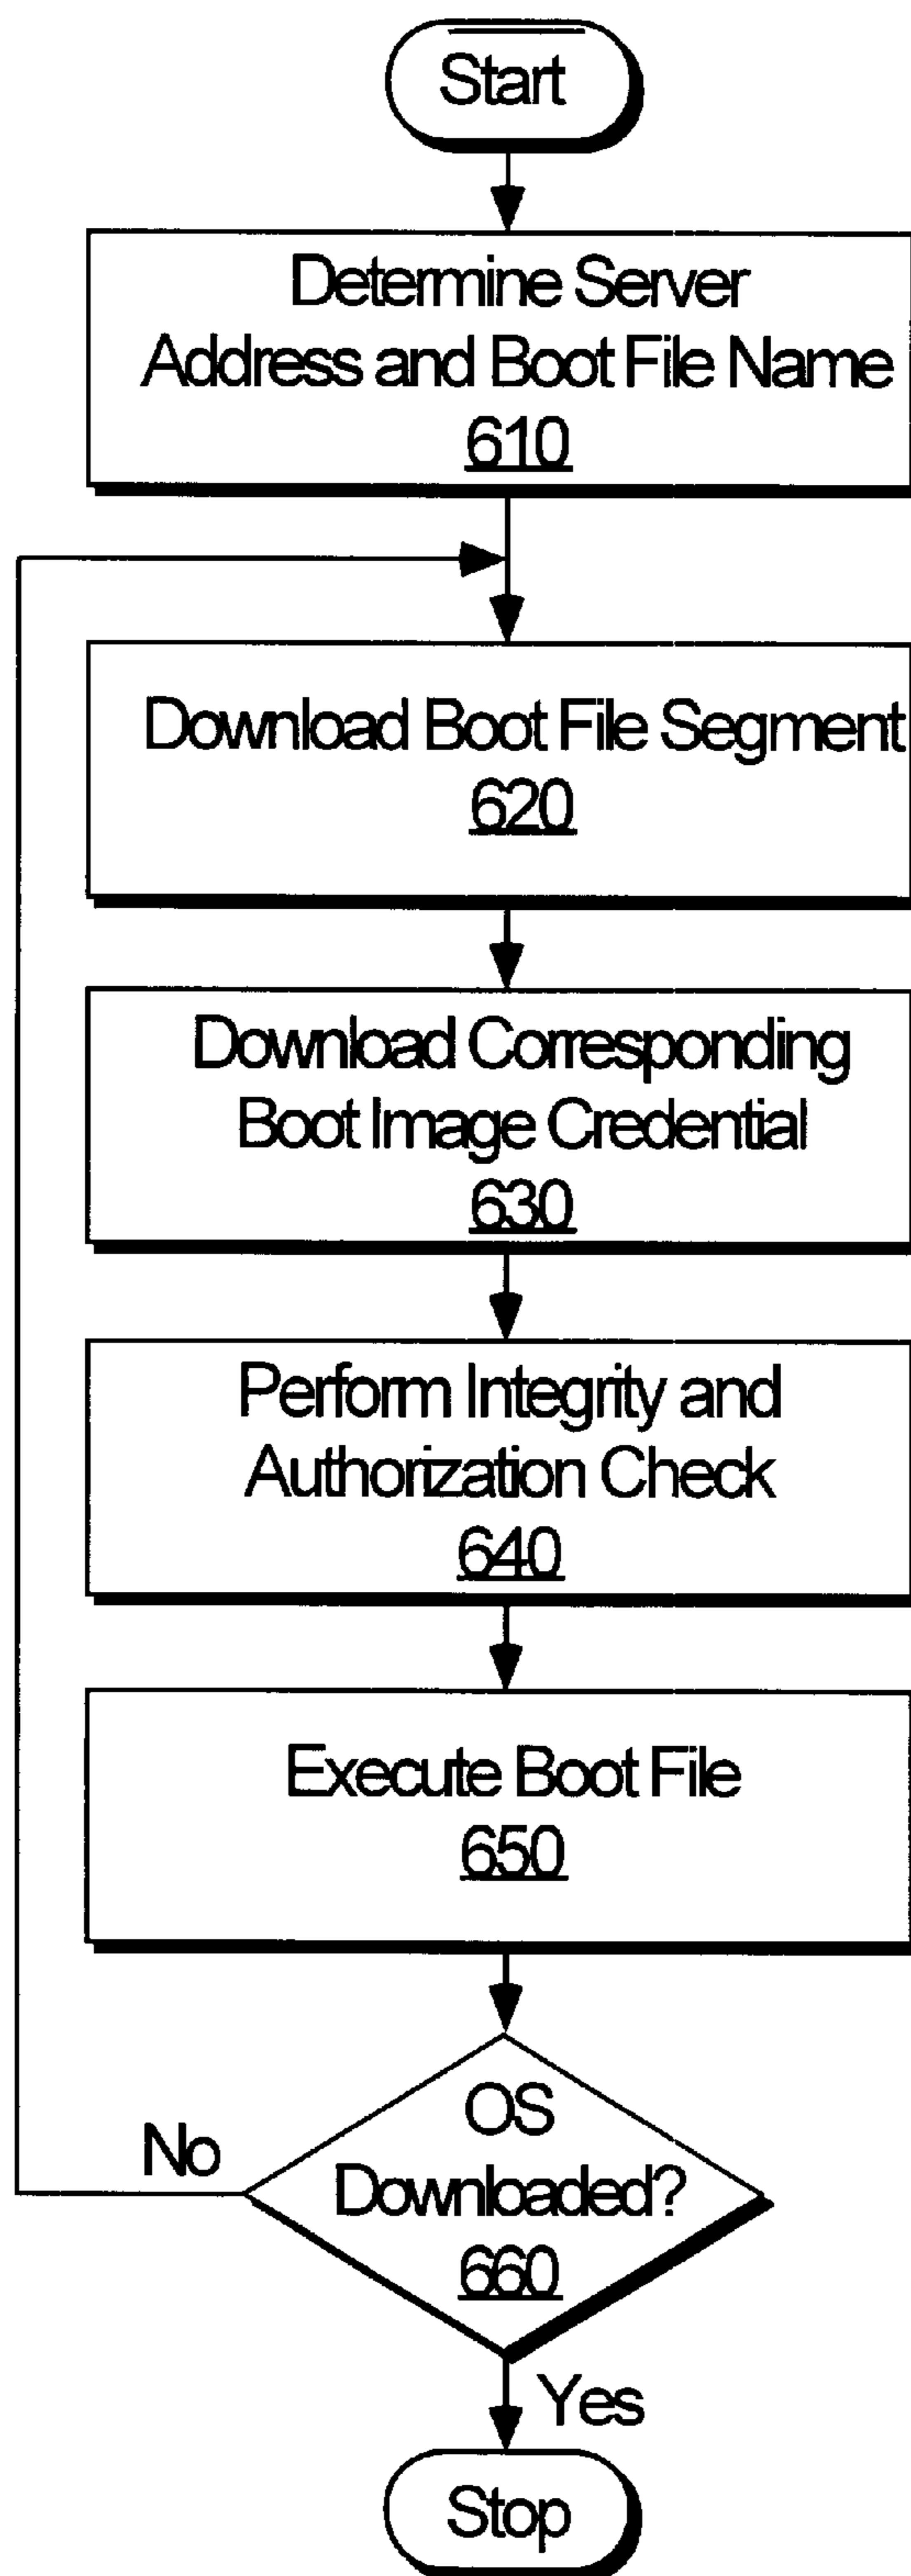 Start
Determine Server
Address and Boot File Name
610
Download Boot File Segment
620
Download Corresponding
Boot Image Credential
630
Perform Integrity and
Authorization Check
640
Execute Boot File
650
OS
No
Downloaded?
660
Yes
Stop